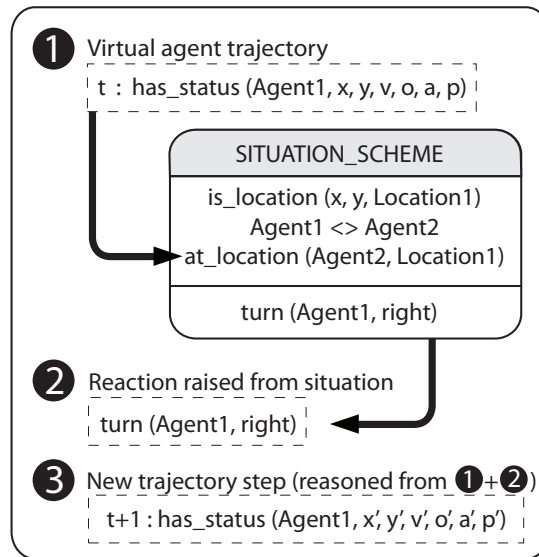 1 Virtual agent trajectory
t : has_status (Agent1, x, y, v, o, a, p)
SITUATION_SCHEME
is_location (x, y, Location1)
Agent1 <> Agent2
at_location (Agent2, Location1)
turn (Agent1, right)
2 Reaction raised from situation
turn (Agent1, right)
3 New trajectory step (reasoned from 1+2)
t+1 : has_status (Agent1, x', y', v', o', a', p')